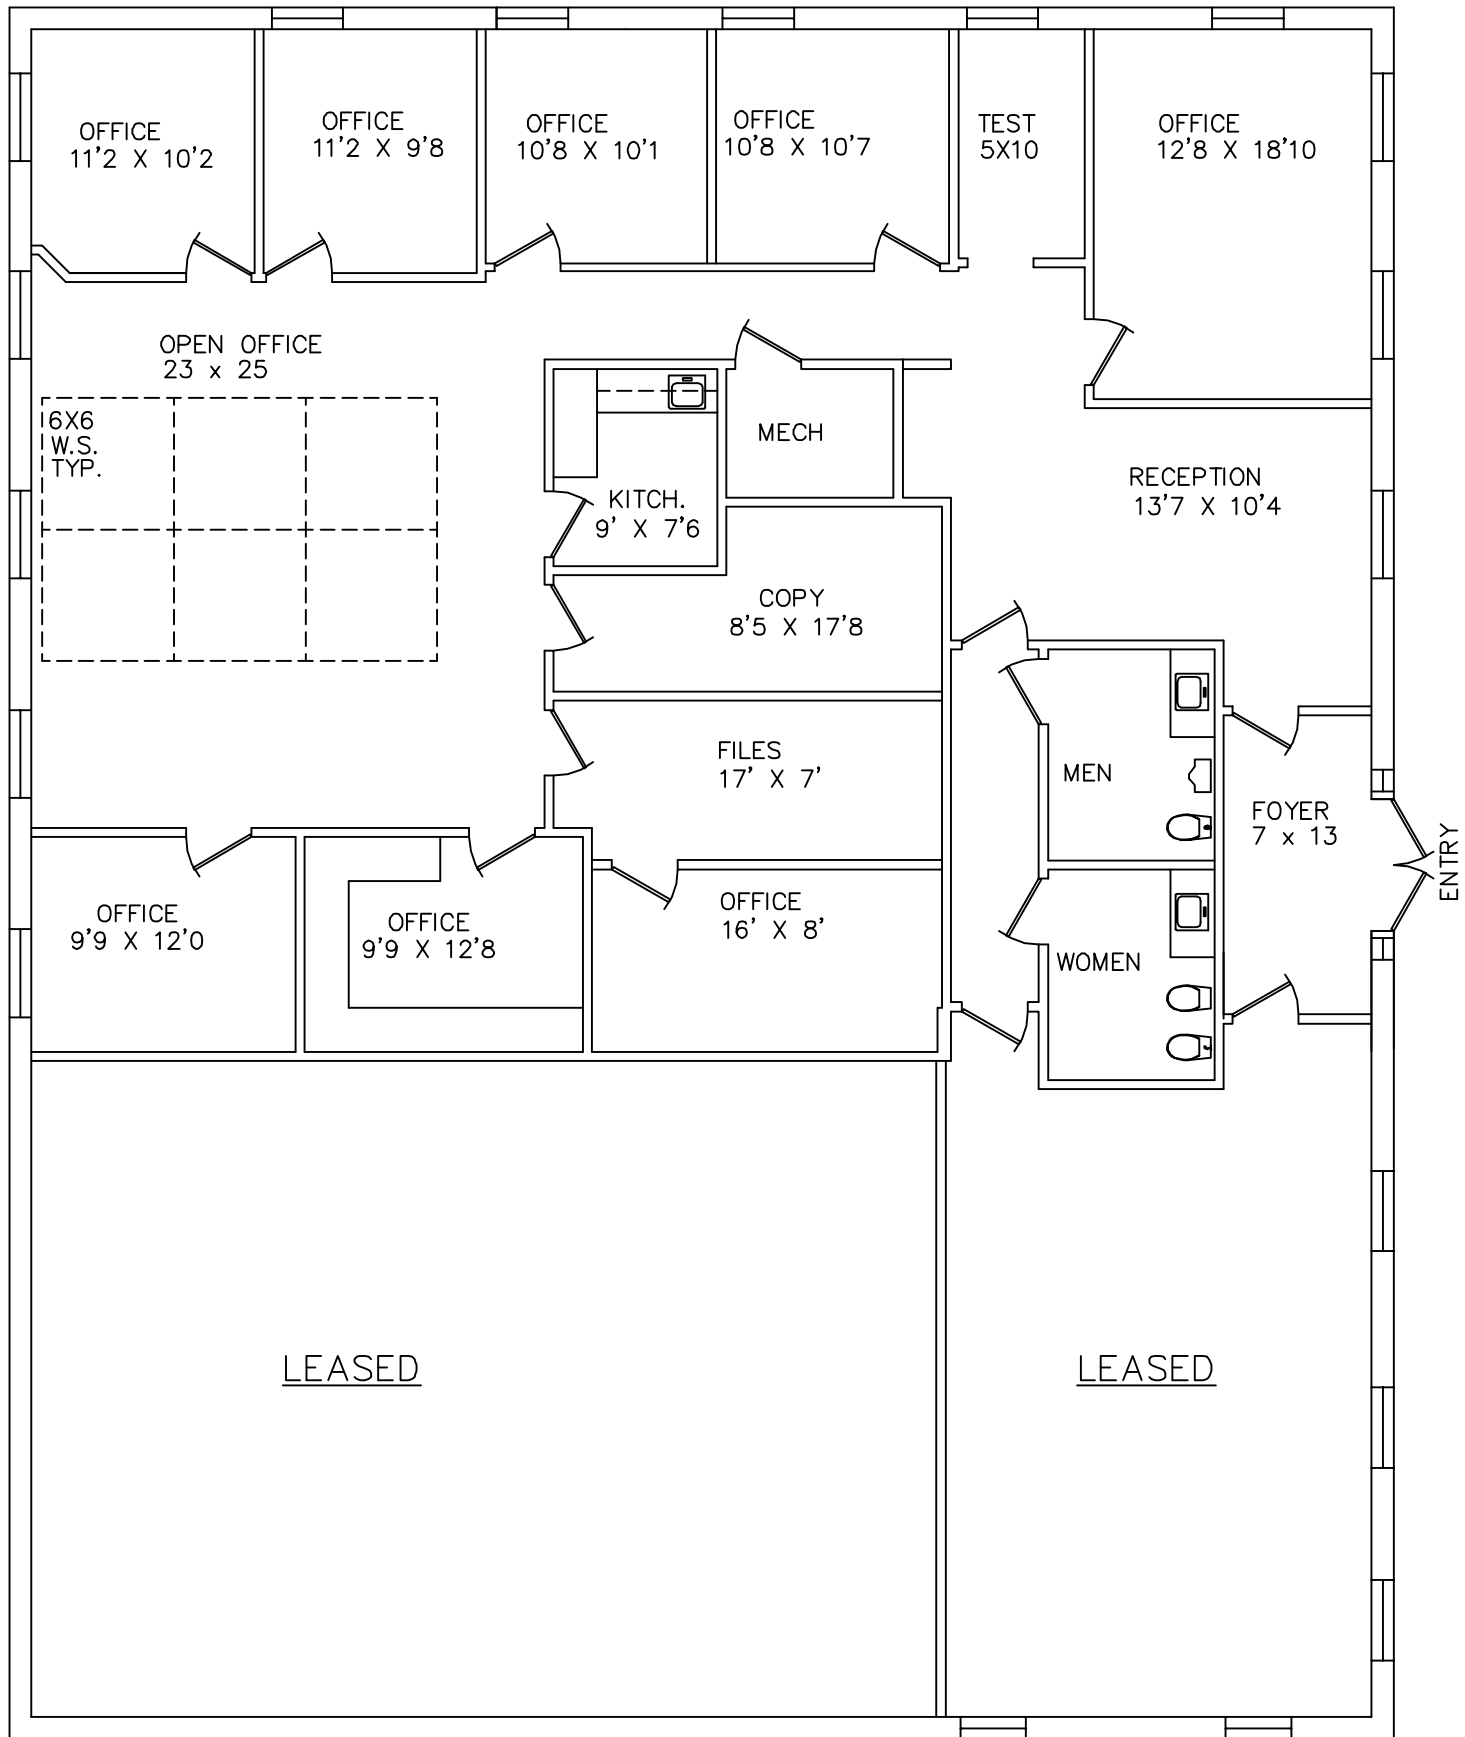 OFFICE
11'2 X 10'2
OFFICE
11'2 X 9'8
OFFICE
10'8 X 10'1
OFFICE
10'8 X 10'7
TEST
5X10
OFFICE
12'8 X 18'10
OPEN OFFICE
23 x 25
6X6
W.S.
TYP.
MECH
KITCH.
9' X 7'6
RECEPTION
13'7 X 10'4
COPY
8'5 X 17'8
FILES
17' X 7'
MEN
FOYER
7 x 13
ENTRY
OFFICE
9'9 X 12'0
OFFICE
9'9 X 12'8
OFFICE
16' X 8'
WOMEN
LEASED
LEASED